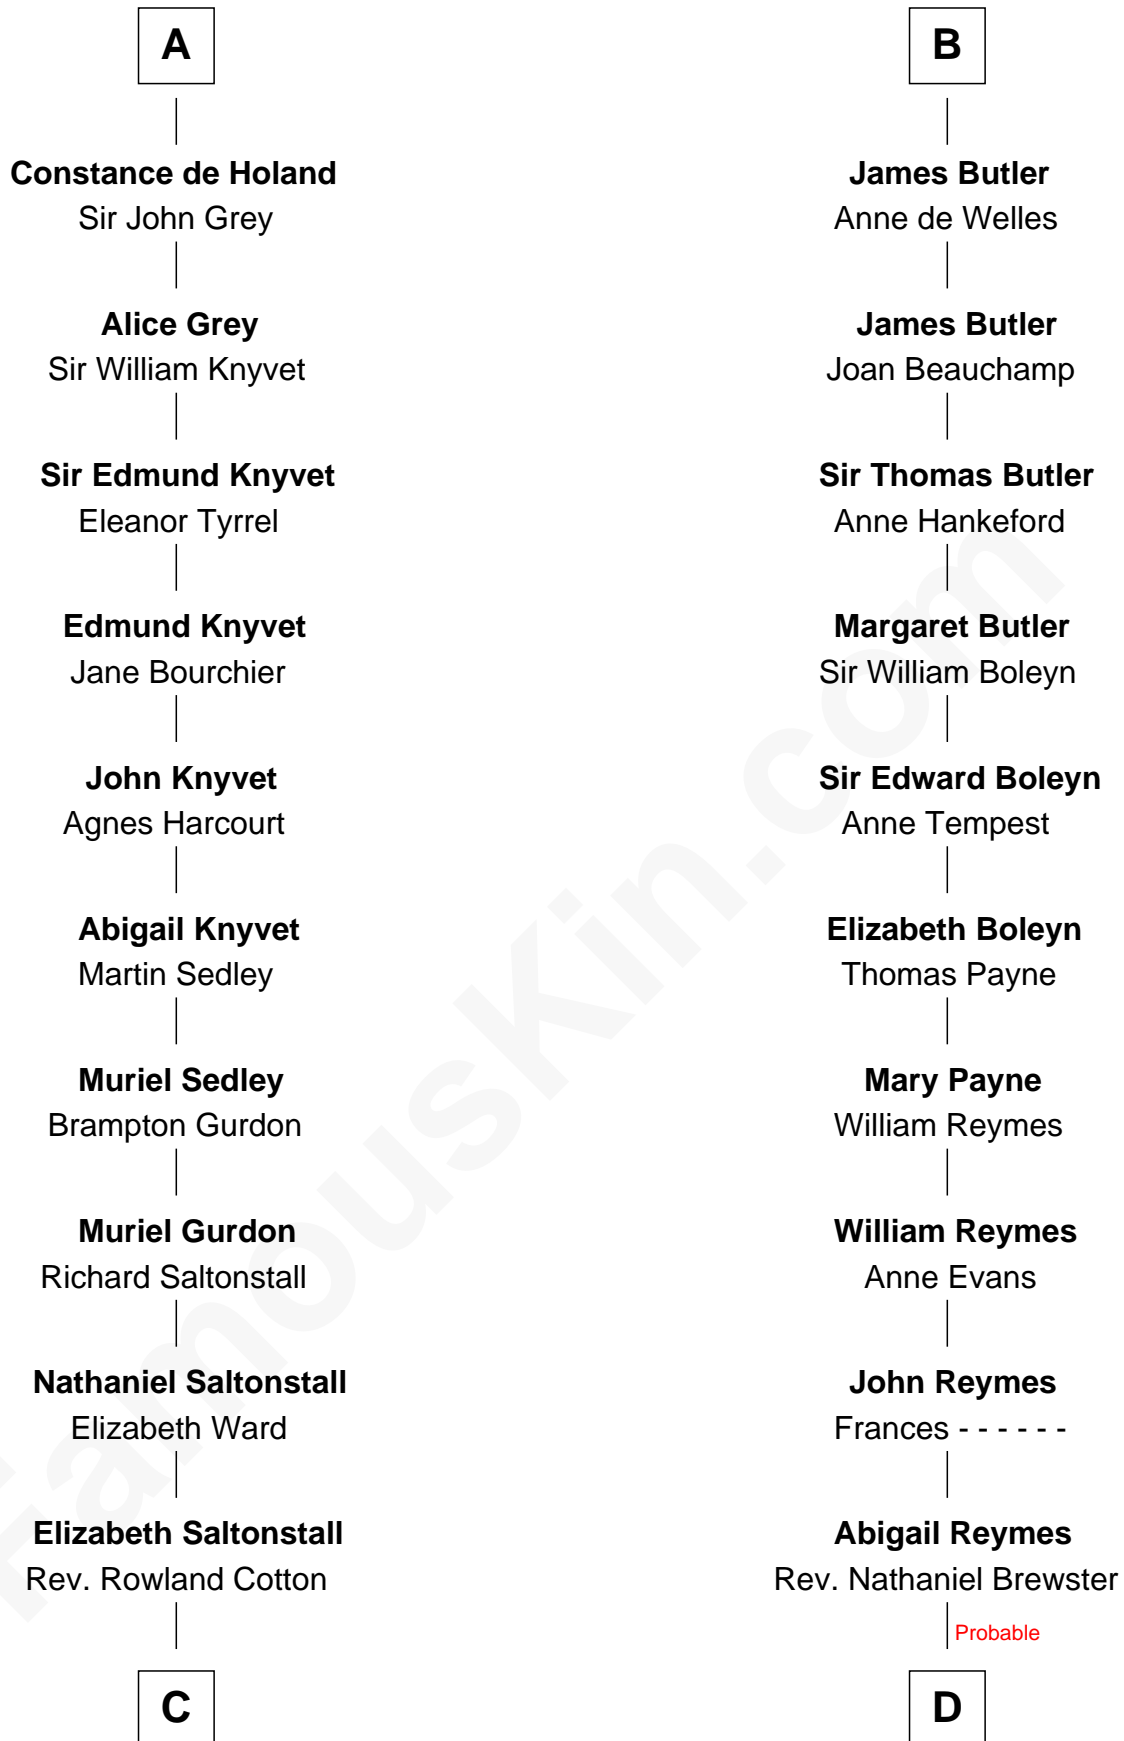 A
Constance de Holand
Sir John Grey
Alice Grey
Sir William Knyvet
Sir Edmund Knyvet
Eleanor Tyrrel
Edmund Knyvet
Jane Bourchier
John Knyvet
Agnes Harcourt
Abigail Knyvet
Martin Sedley
Muriel Sedley
Brampton Gurdon
Muriel Gurdon
Richard Saltonstall
Nathaniel Saltonstall
Elizabeth Ward
Elizabeth Saltonstall
Rev. Rowland Cotton
C
B
James Butler
Anne de Welles
James Butler
Joan Beauchamp
Sir Thomas Butler
Anne Hankeford
Margaret Butler
Sir William Boleyn
Sir Edward Boleyn
Anne Tempest
Elizabeth Boleyn
Thomas Payne
Mary Payne
William Reymes
William Reymes
Anne Evans
John Reymes
Frances - - - - - -
Abigail Reymes
Rev. Nathaniel Brewster
Probable
D
FamousKin.com